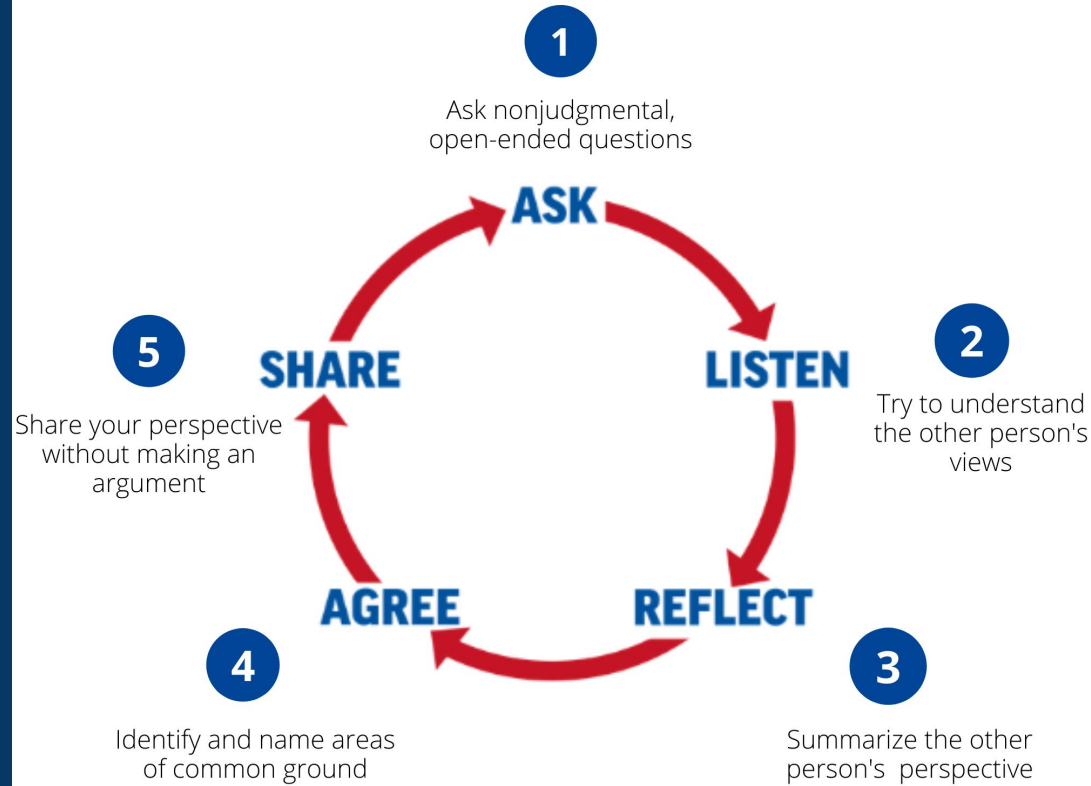 1
Ask nonjudgmental,
open-ended questions
ASK
2
LISTEN
Try to understand
the other person's
views
3
REFLECT
Summarize the other
person's  perspective
4
AGREE
Identify and name areas
of common ground
5
SHARE
Share your perspective
without making an
argument